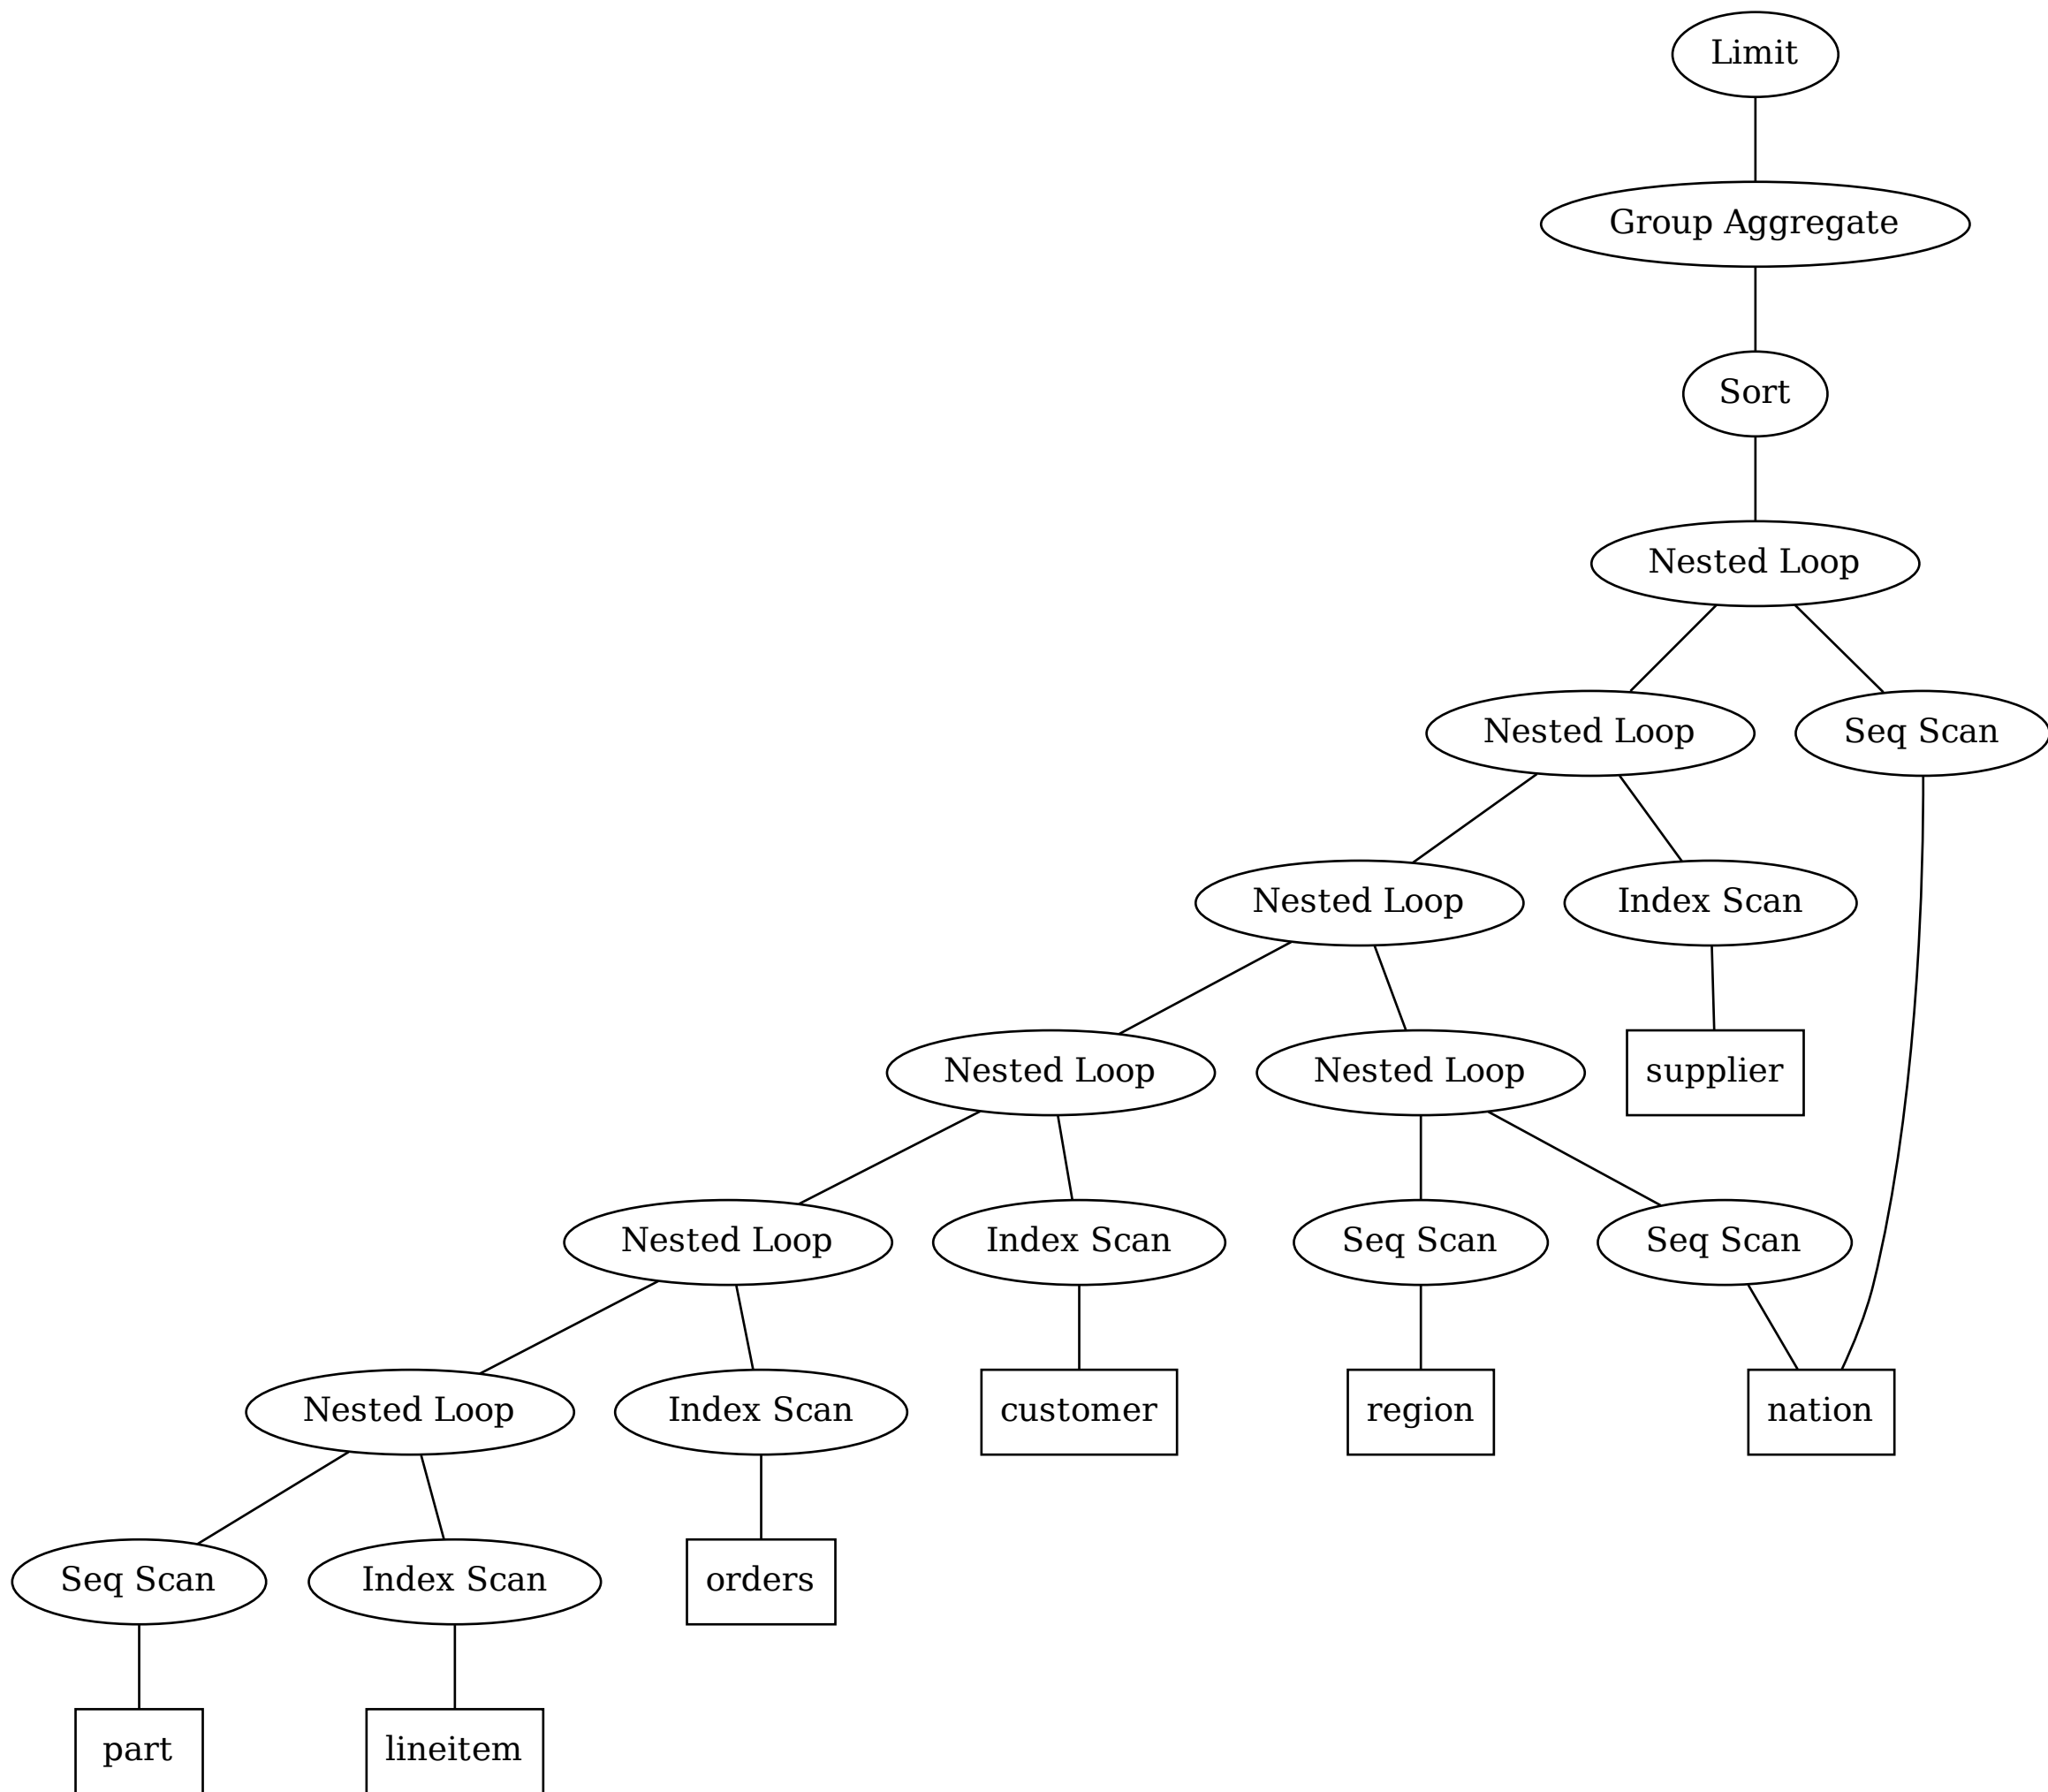 Limit
Group Aggregate
Sort
Nested Loop
Nested Loop
Seq Scan
Nested Loop
Index Scan
Nested Loop
Nested Loop
supplier
Nested Loop
Index Scan
Seq Scan
Seq Scan
Nested Loop
Index Scan
customer
region
nation
Seq Scan
Index Scan
orders
part
lineitem